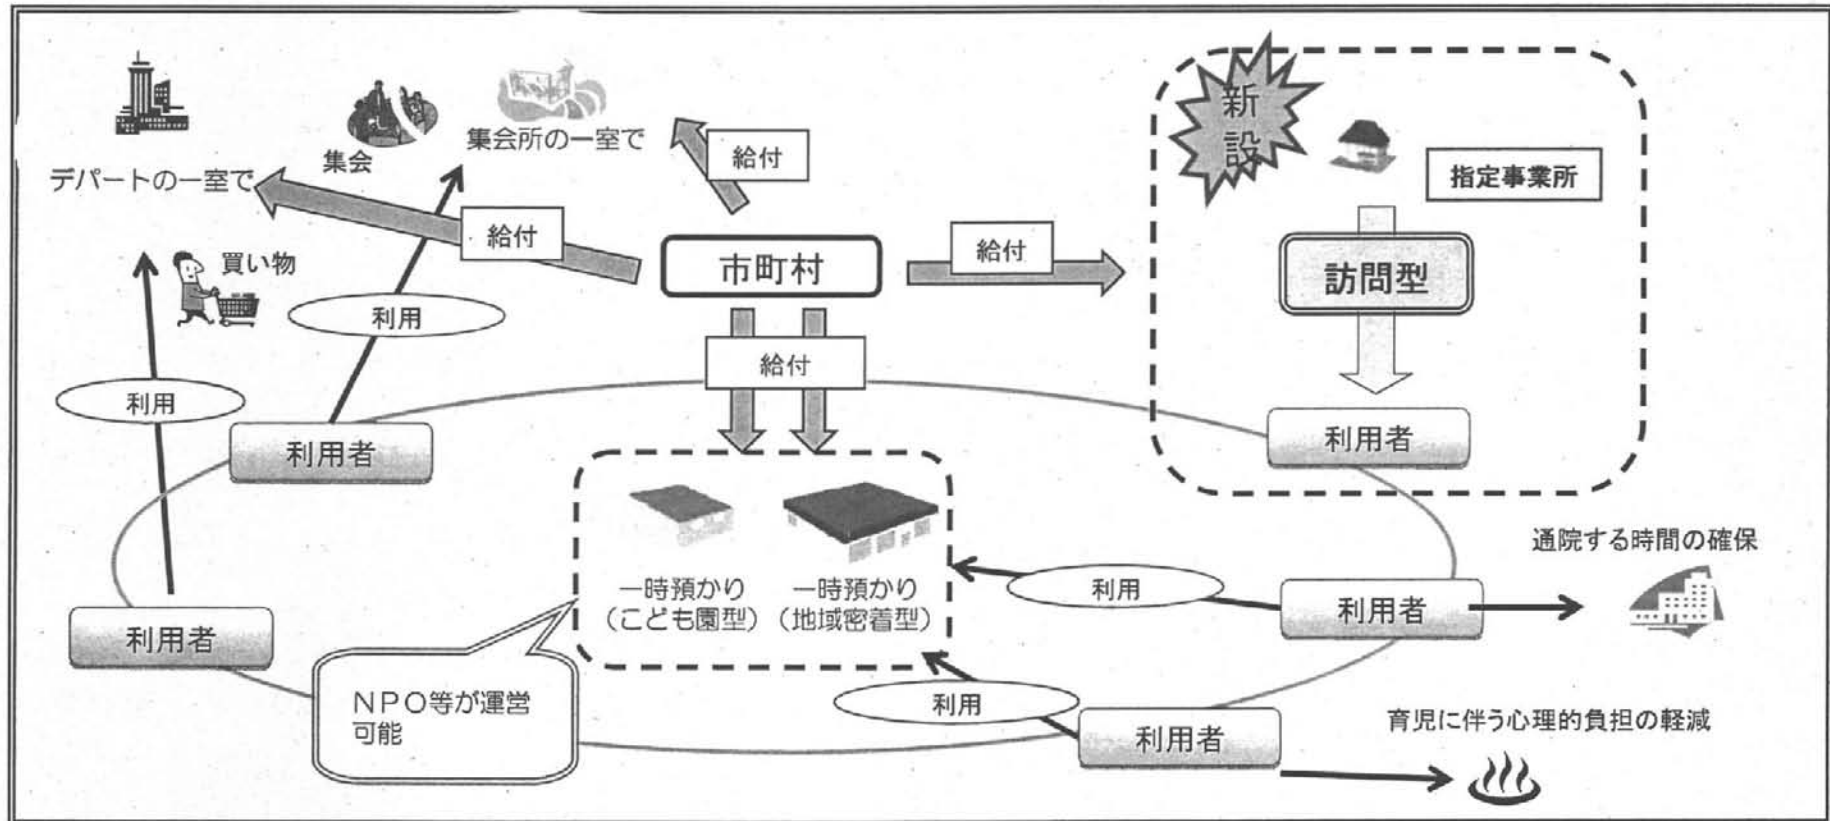 集会所の一室で
集会
デパートの一室で
給付
給付
買い物
利用
利用
利用者
利用者
市町村
給付
給付
新設
指定事業所
訪問型
利用者
一時預かり
(こども園型)
一時預かり
(地域密着型)
NPO等が運営
可能
利用
利用者
通院する時間の確保
利用
利用者
育児に伴う心理的負担の軽減